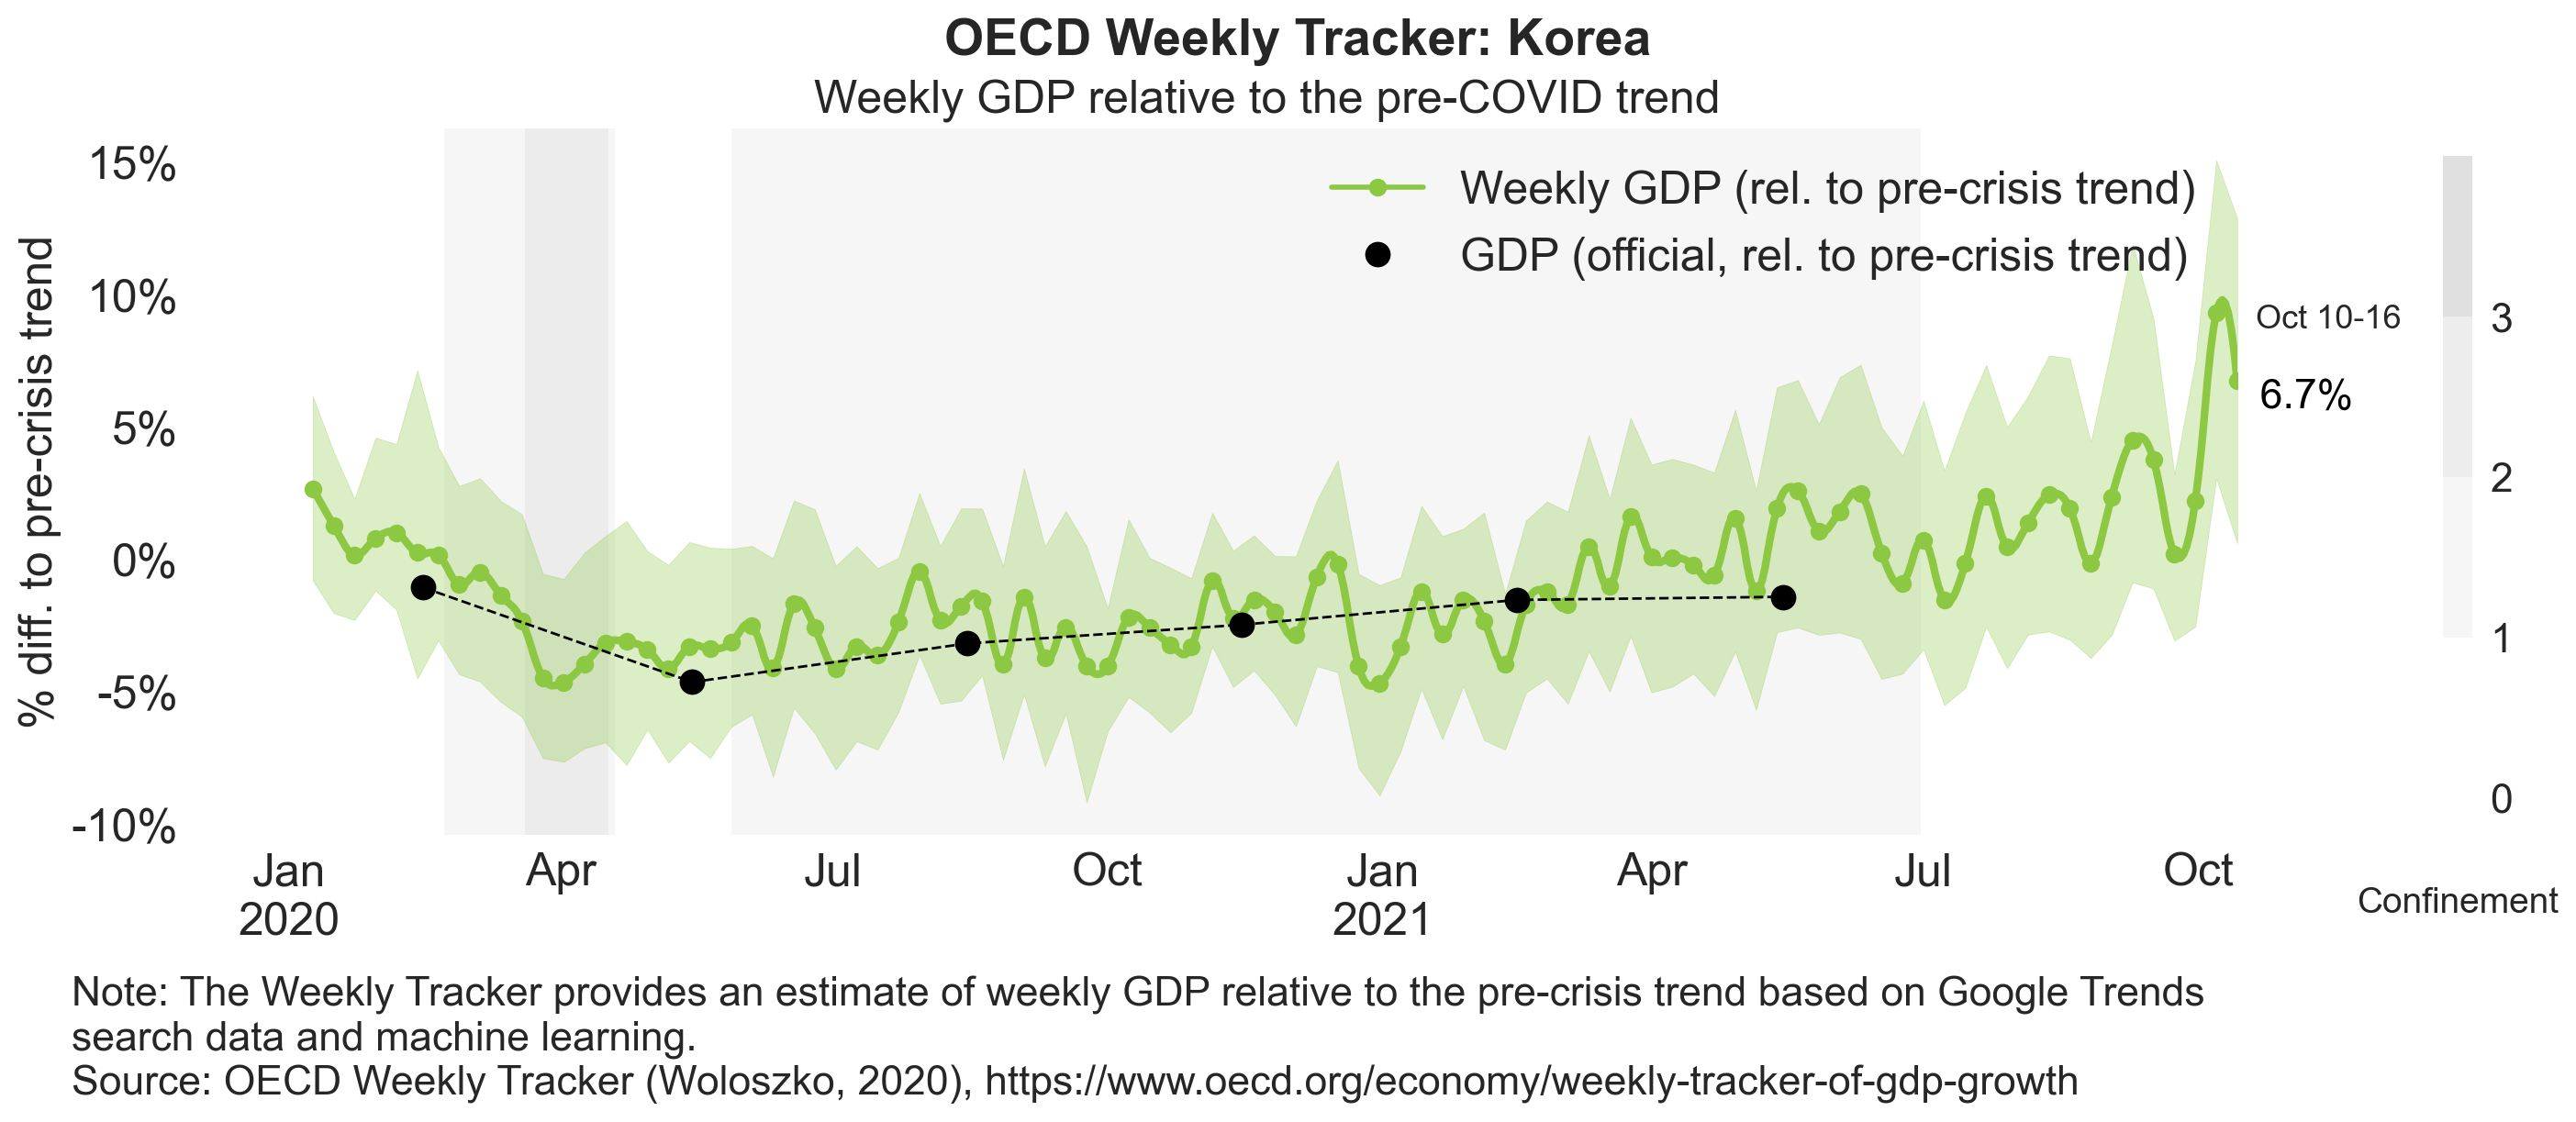 OECD Weekly Tracker: Korea
Weekly GDP relative to the pre-COVID trend
% diff. to pre-crisis trend
15%
10%
5%
0%
-5%
-10%
Weekly GDP (rel. to pre-crisis trend)
GDP (official, rel. to pre-crisis trend)
Oct 10-16
6.7%
3
2
1
0
Confinement
Jan Apr Jul Oct Jan Apr Jul Oct
2020 2021
Note: The Weekly Tracker provides an estimate of weekly GDP relative to the pre-crisis trend based on Google Trends
search data and machine learning.
Source: OECD Weekly Tracker (Woloszko, 2020), https://www.oecd.org/economy/weekly-tracker-of-gdp-growth